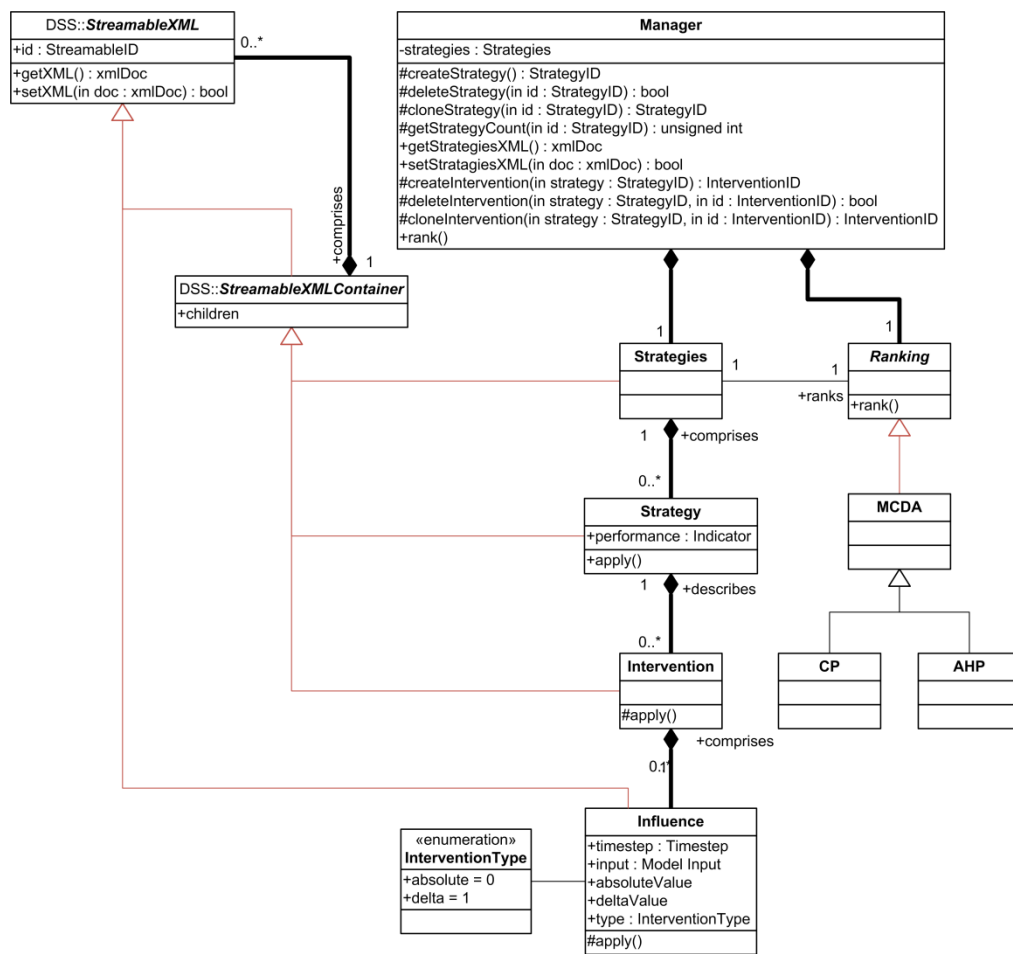 DSS::StreamableXML
+id : StreamableID
+getXML() : xmlDoc
+setXML(in doc : xmlDoc) : bool
0..*
+comprises
1
DSS::StreamableXMLContainer
+children
Manager
-strategies : Strategies
#createStrategy() : StrategyID
#deleteStrategy(in id : StrategyID) : bool
#cloneStrategy(in id : StrategyID) : StrategyID
#getStrategyCount(in id : StrategyID) : unsigned int
+getStrategiesXML() : xmlDoc
+setStratagiesXML(in doc : xmlDoc) : bool
#createIntervention(in strategy : StrategyID) : InterventionID
#deleteIntervention(in strategy : StrategyID, in id : InterventionID) : bool
#cloneIntervention(in strategy : StrategyID, in id : InterventionID) : InterventionID
+rank()
1
1
Strategies
1
1
+ranks
Ranking
+rank()
1
+comprises
0..*
Strategy
+performance : Indicator
+apply()
MCDA
1
+describes
0..*
Intervention
#apply()
CP
AHP
+comprises
Influence
+timestep : Timestep
+input : Model Input
+absoluteValue
+deltaValue
+type : InterventionType
#apply()
«enumeration»
InterventionType
+absolute = 0
+delta = 1